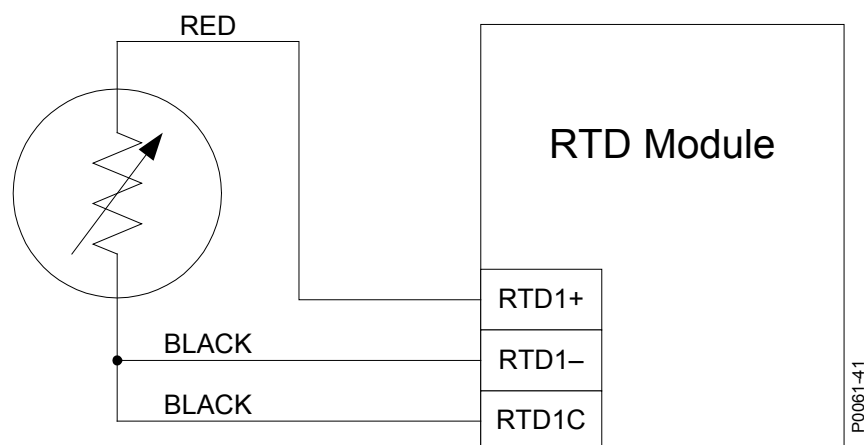 RED
RTD Module
RTD1+
BLACK
RTD1–
BLACK
RTD1C
P0061-41